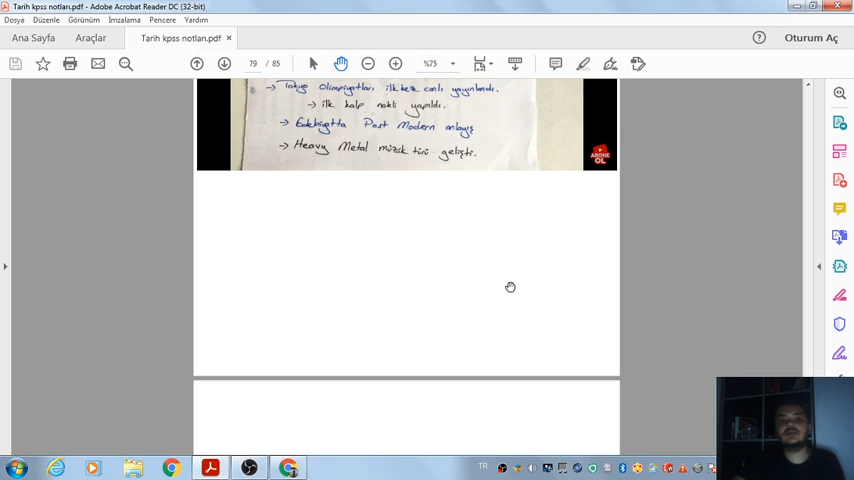 Tarih kpss notları.pdf - Adobe Acrobat Reader DC (32-bit)
Dosya Düzenle Görünüm İmzalama Pencere Yardım
Ana Sayfa Araçlar Tarih kpss notları.pdf × Oturum Aç
79 / 85 %75
→ Tokyo Olimpiyatları ilk kez canlı yayınlandı.
→ ilk kalp nakli yapıldı.
→ Edebiyatta Post Modern anlayış
→ Heavy Metal müzik türü gelişti.
ABONE
OL
TR